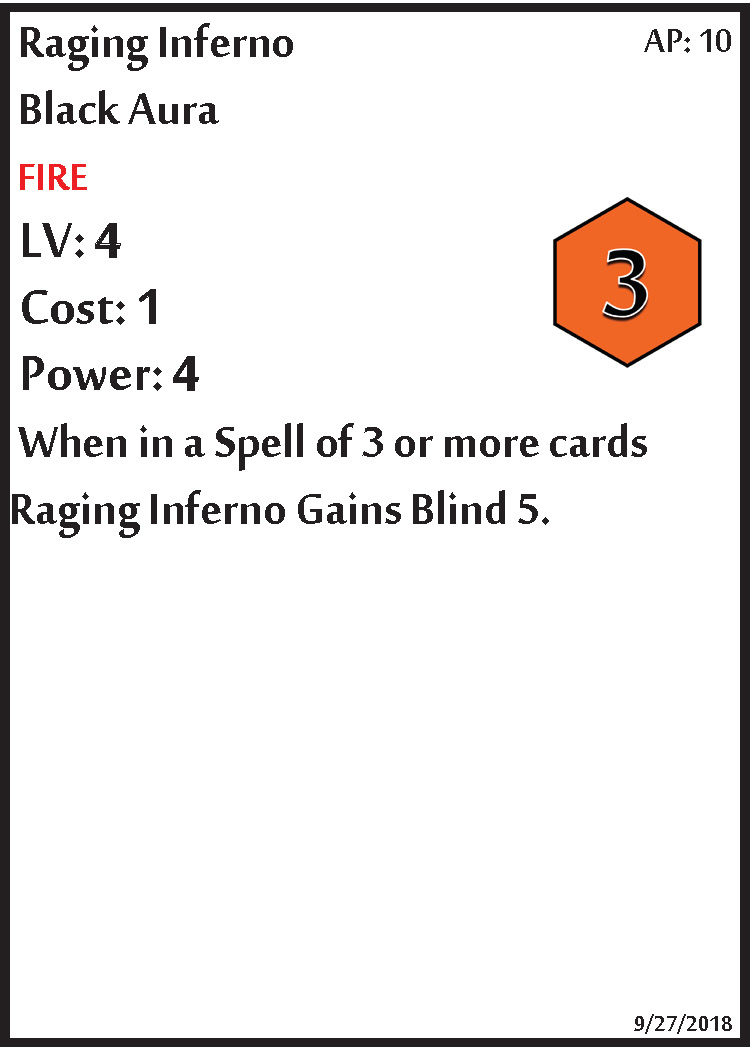 Raging Inferno
AP: 10
Black Aura
FIRE
LV: 4
Cost: 1
3
Power: 4
When in a Spell of 3 or more cards
Raging Inferno Gains Blind 5.
9/27/2018